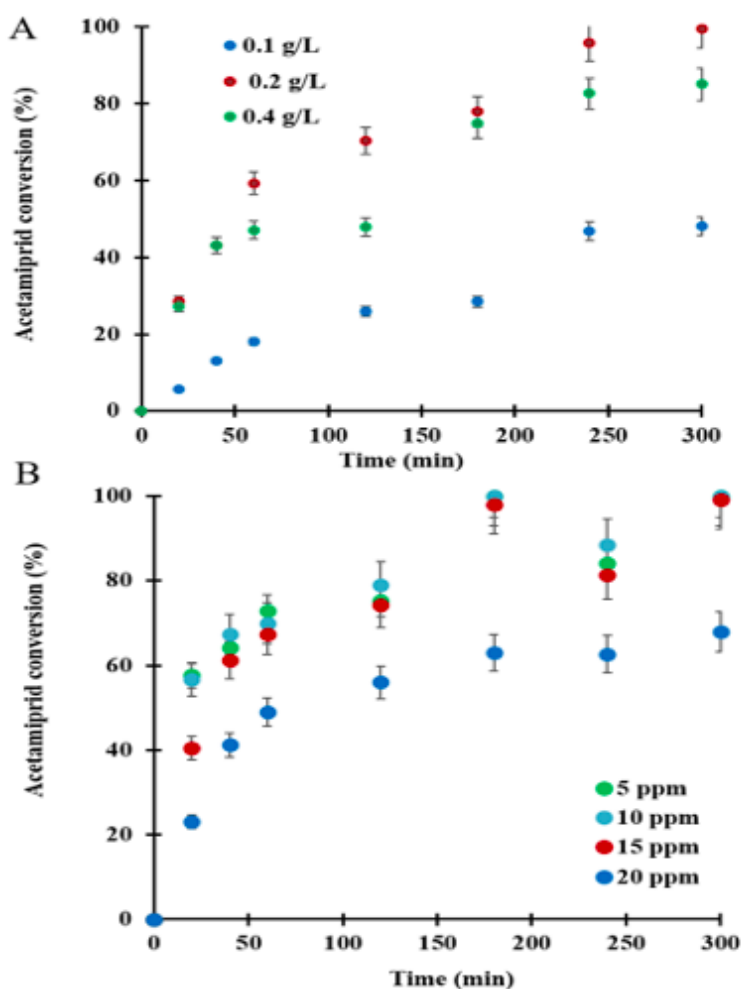 A
Acetamiprid conversion (%)
100
80
60
40
20
0
0.1 g/L
0.2 g/L
0.4 g/L
0
50
100
150
200
250
300
Time (min)
B
Acetamiprid conversion (%)
100
80
60
40
20
0
5 ppm
10 ppm
15 ppm
20 ppm
0
50
100
150
200
250
300
Time (min)